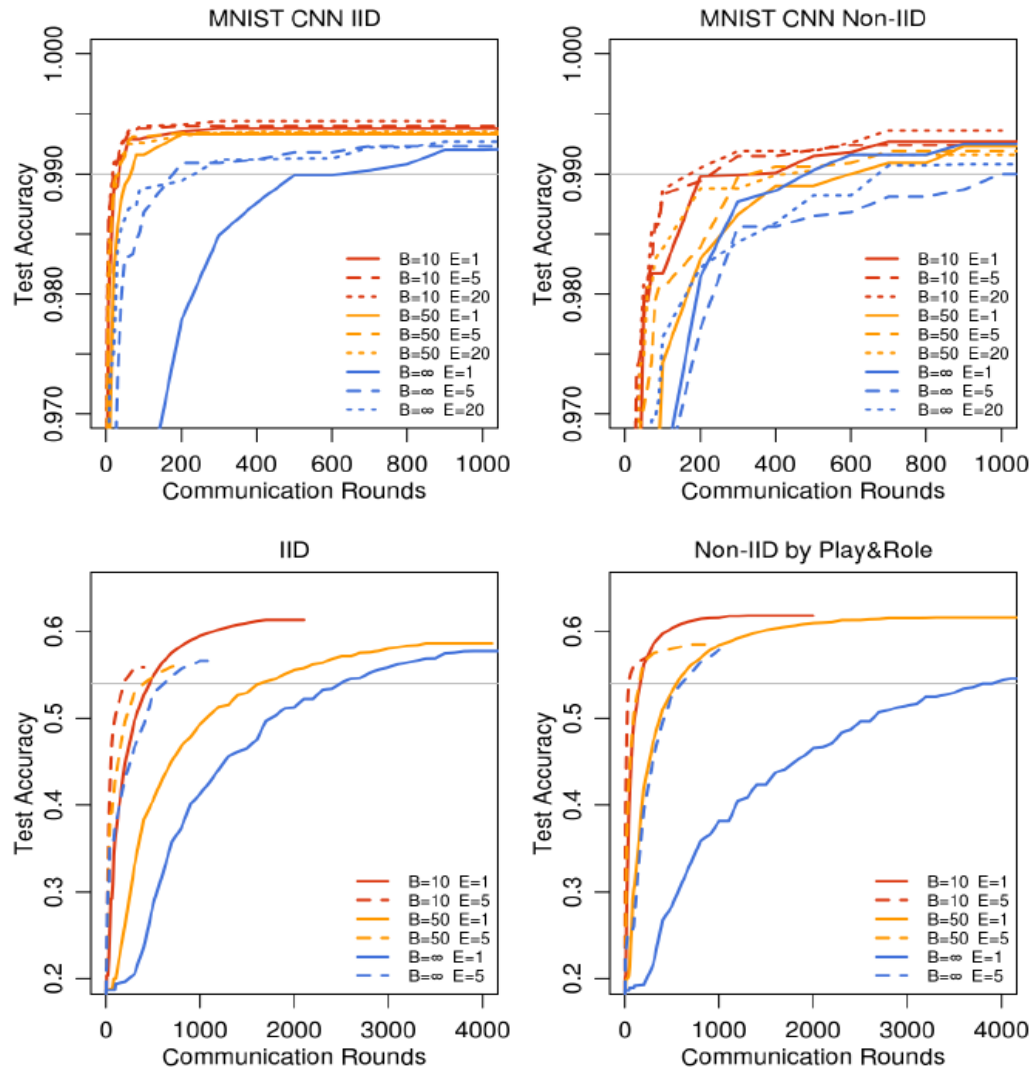 MNIST CNN IID
1.000
0.990
0.980
0.970
Test Accuracy
B=10 E=1
B=10 E=5
B=10 E=20
B=50 E=1
B=50 E=5
B=50 E=20
B=∞ E=1
B=∞ E=5
B=∞ E=20
0 200 400 600 800 1000
Communication Rounds
MNIST CNN Non-IID
1.000
0.990
0.980
0.970
Test Accuracy
B=10 E=1
B=10 E=5
B=10 E=20
B=50 E=1
B=50 E=5
B=50 E=20
B=∞ E=1
B=∞ E=5
B=∞ E=20
0 200 400 600 800 1000
Communication Rounds
IID
0.6
0.5
0.4
0.3
0.2
Test Accuracy
B=10 E=1
B=10 E=5
B=50 E=1
B=50 E=5
B=∞ E=1
B=∞ E=5
0 1000 2000 3000 4000
Communication Rounds
Non-IID by Play&Role
0.6
0.5
0.4
0.3
0.2
Test Accuracy
B=10 E=1
B=10 E=5
B=50 E=1
B=50 E=5
B=∞ E=1
B=∞ E=5
0 1000 2000 3000 4000
Communication Rounds